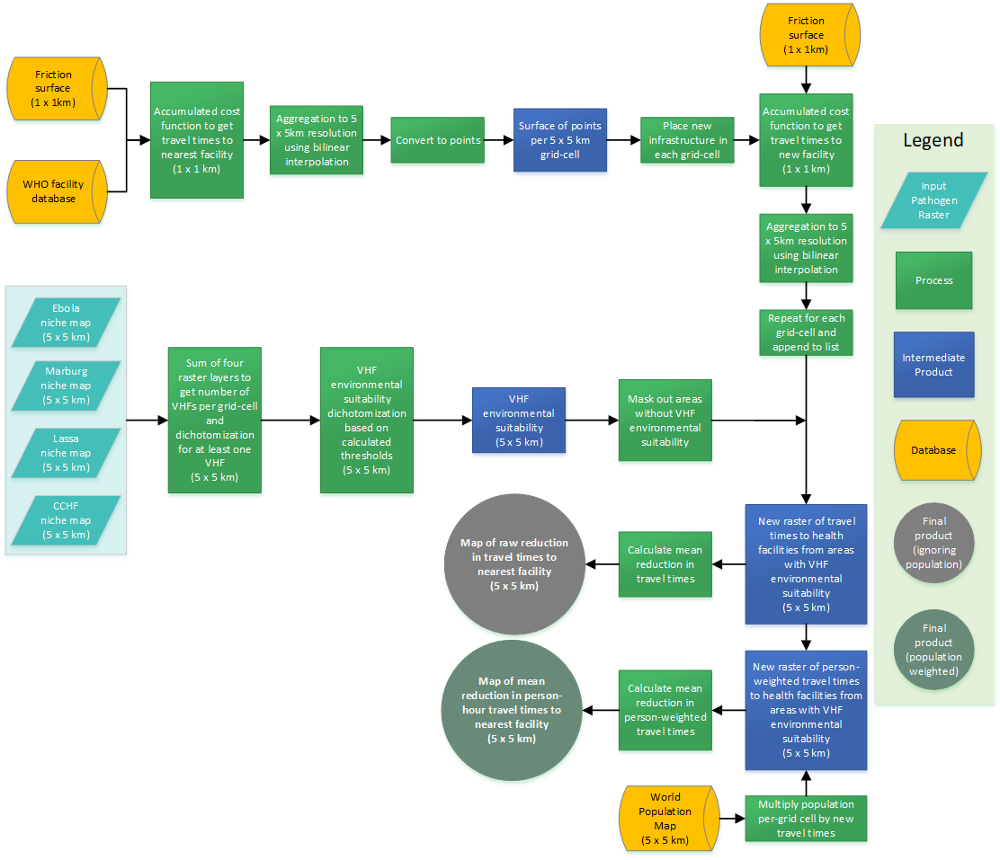 Friction
surface
(1 x 1km)
Friction
surface
(1 x 1km)
WHO facility
database
Accumulated cost
function to get
travel times to
nearest facility
(1 x 1 km)
Aggregation to 5
x 5km resolution
using bilinear
interpolation
Convert to points
Surface of points
per 5 x 5 km
grid-cell
Place new
infrastructure in
each grid-cell
Accumulated cost
function to get
travel times to
new facility
(1 x 1 km)
Aggregation to 5
x 5km resolution
using bilinear
interpolation
Repeat for each
grid-cell and
append to list
Ebola
niche map
(5 x 5 km)
Marburg
niche map
(5 x 5 km)
Lassa
niche map
(5 x 5 km)
CCHF
niche map
(5 x 5 km)
Sum of four
raster layers to
get number of
VHFs per grid-cell
and
dichotomization
for at least one
VHF
(5 x 5 km)
VHF
environmental
suitability
dichotomization
based on
calculated
thresholds
(5 x 5 km)
VHF
environmental
suitability
(5 x 5 km)
Mask out areas
without VHF
environmental
suitability
New raster of travel
times to health
facilities from areas
with VHF
environmental
suitability
(5 x 5 km)
Calculate mean
reduction in
travel times
Map of raw reduction
in travel times to
nearest facility
(5 x 5 km)
New raster of person-
weighted travel times
to health facilities from
areas with VHF
environmental
suitability
(5 x 5 km)
Calculate mean
reduction in
person-weighted
travel times
Map of mean
reduction in person-
hour travel times to
nearest facility
(5 x 5 km)
World
Population
Map
(5 x 5 km)
Multiply population
per-grid cell by new
travel times
Legend
Input
Pathogen
Raster
Process
Intermediate
Product
Database
Final
product
(ignoring
population)
Final
product
(population
weighted)